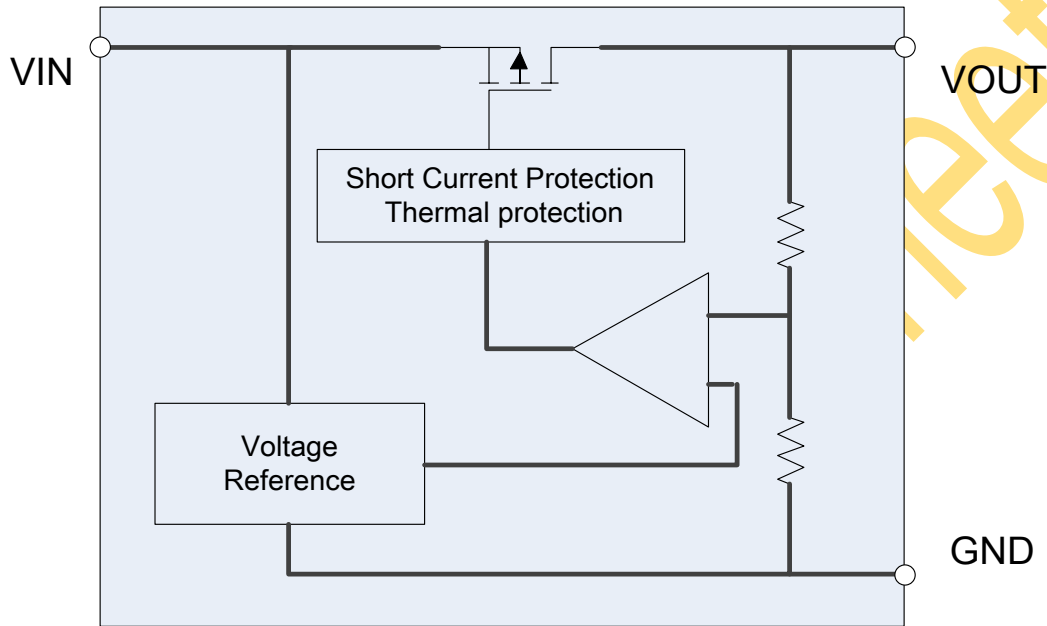 VIN
VOUT
Short Current Protection
Thermal protection
Voltage
Reference
GND